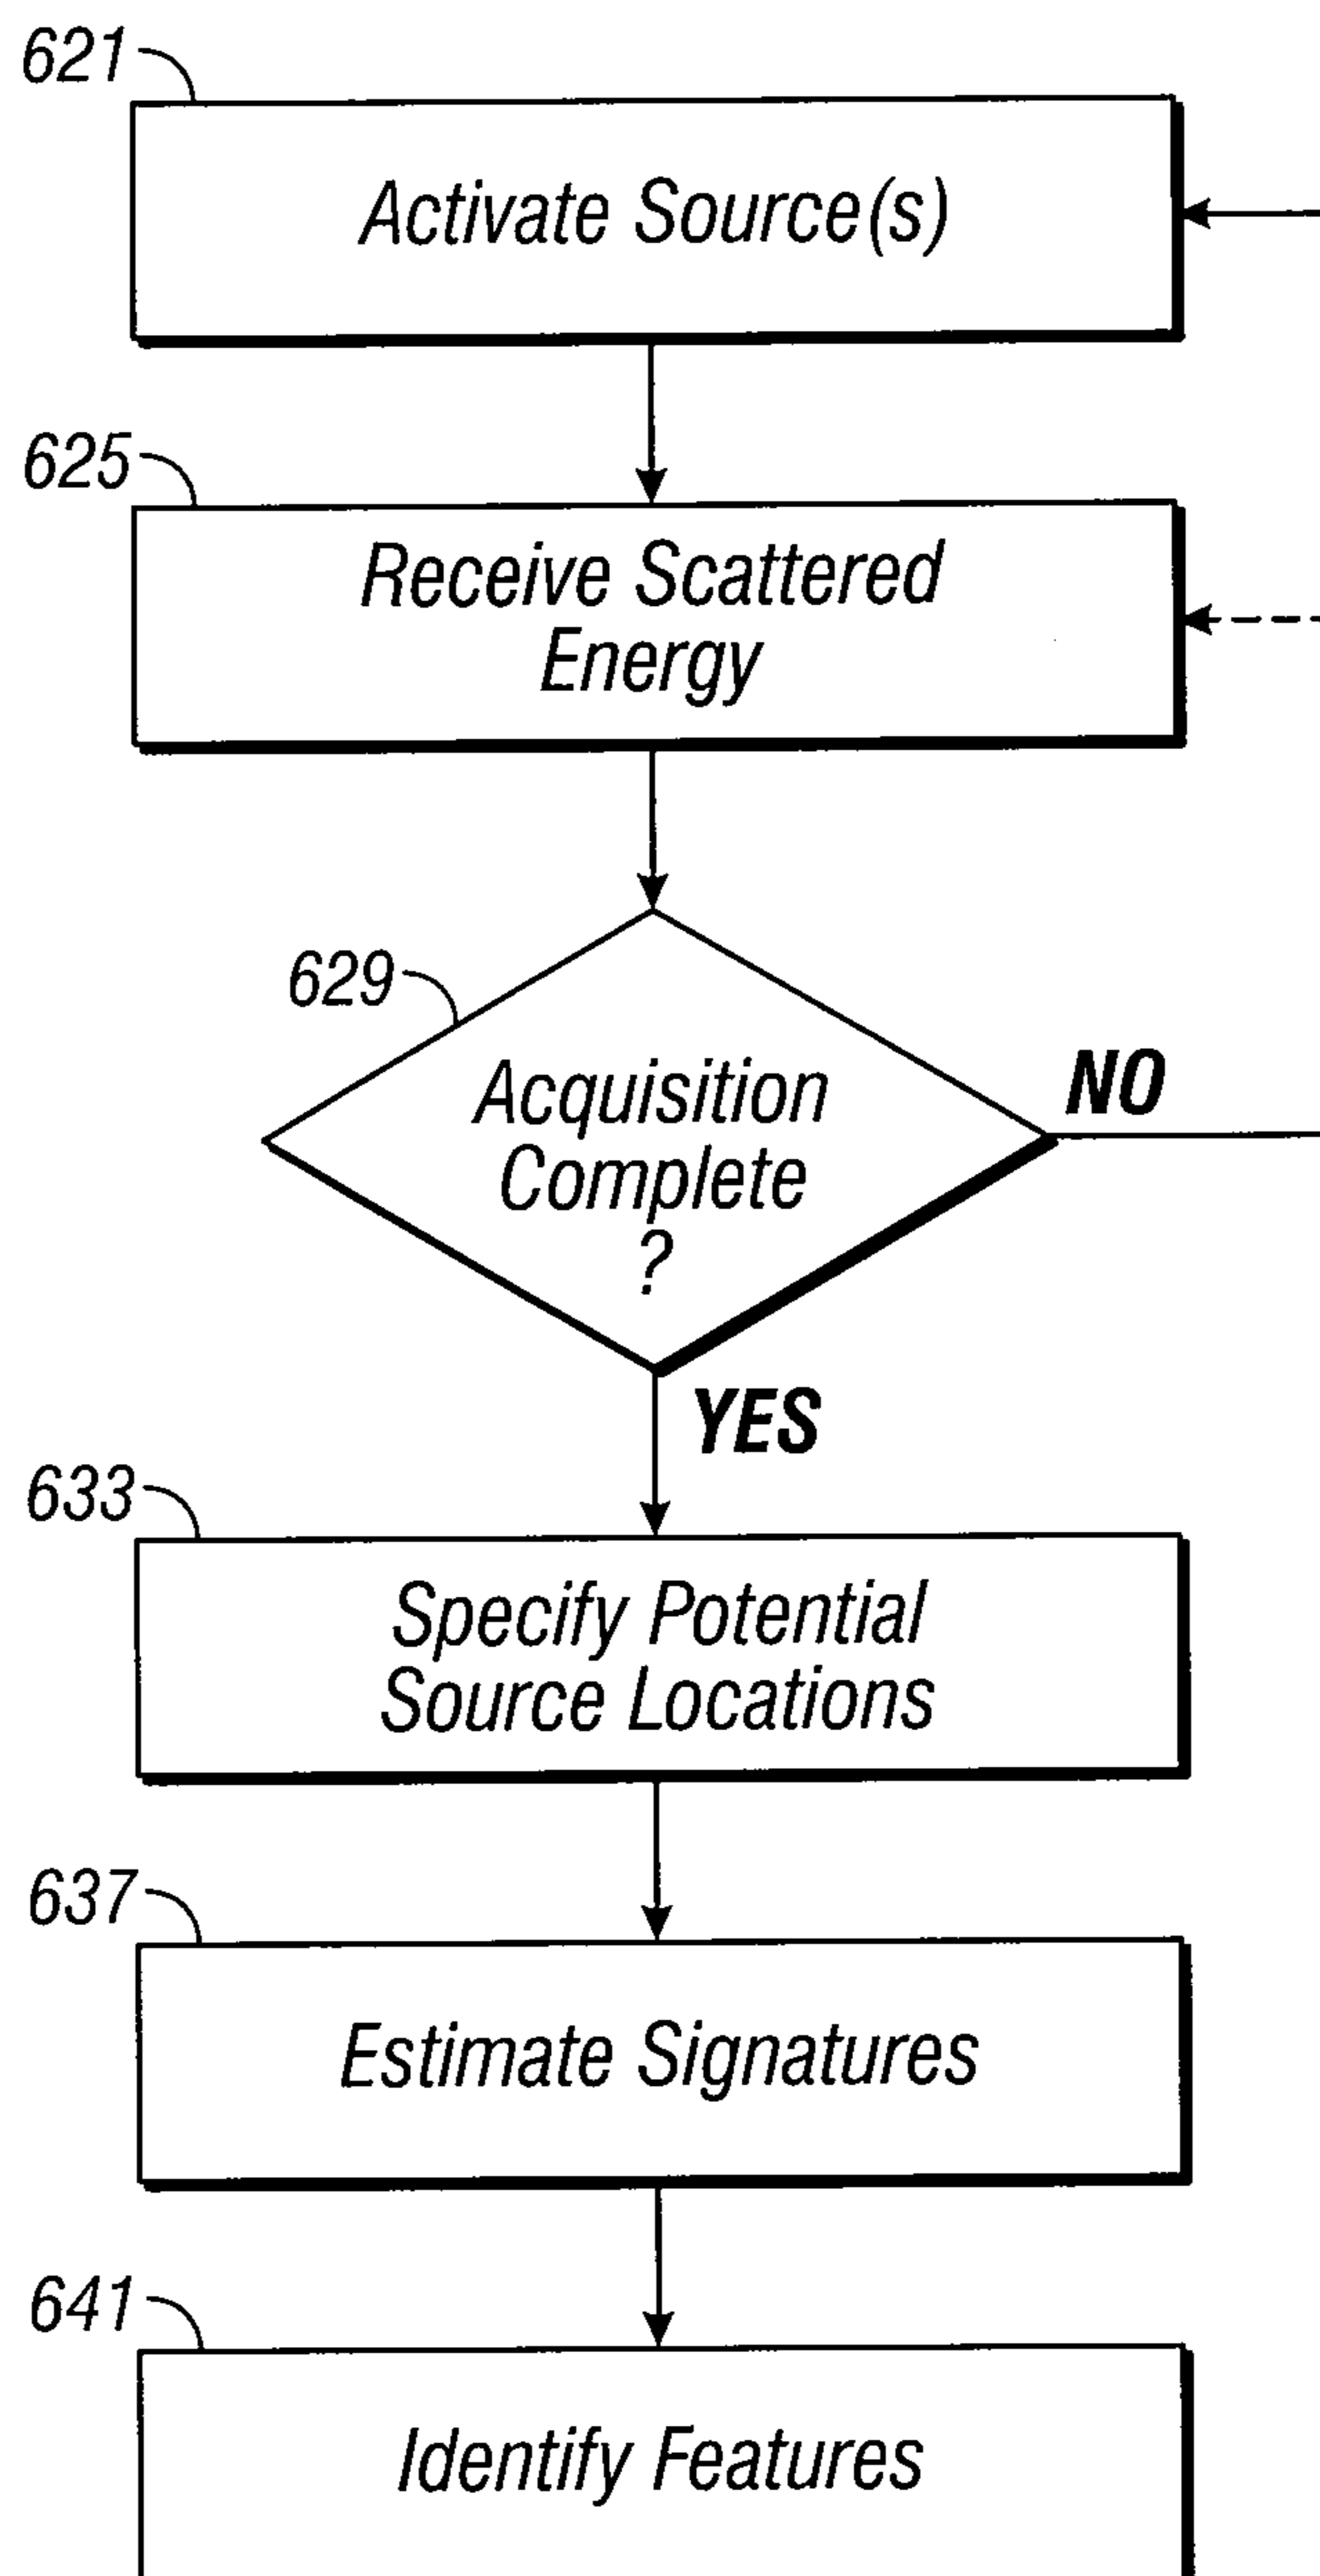 621
Activate Source(s)
625
Receive Scattered
Energy
629
Acquisition
Complete
?
NO
YES
633
Specify Potential
Source Locations
637
Estimate Signatures
641
Identify Features